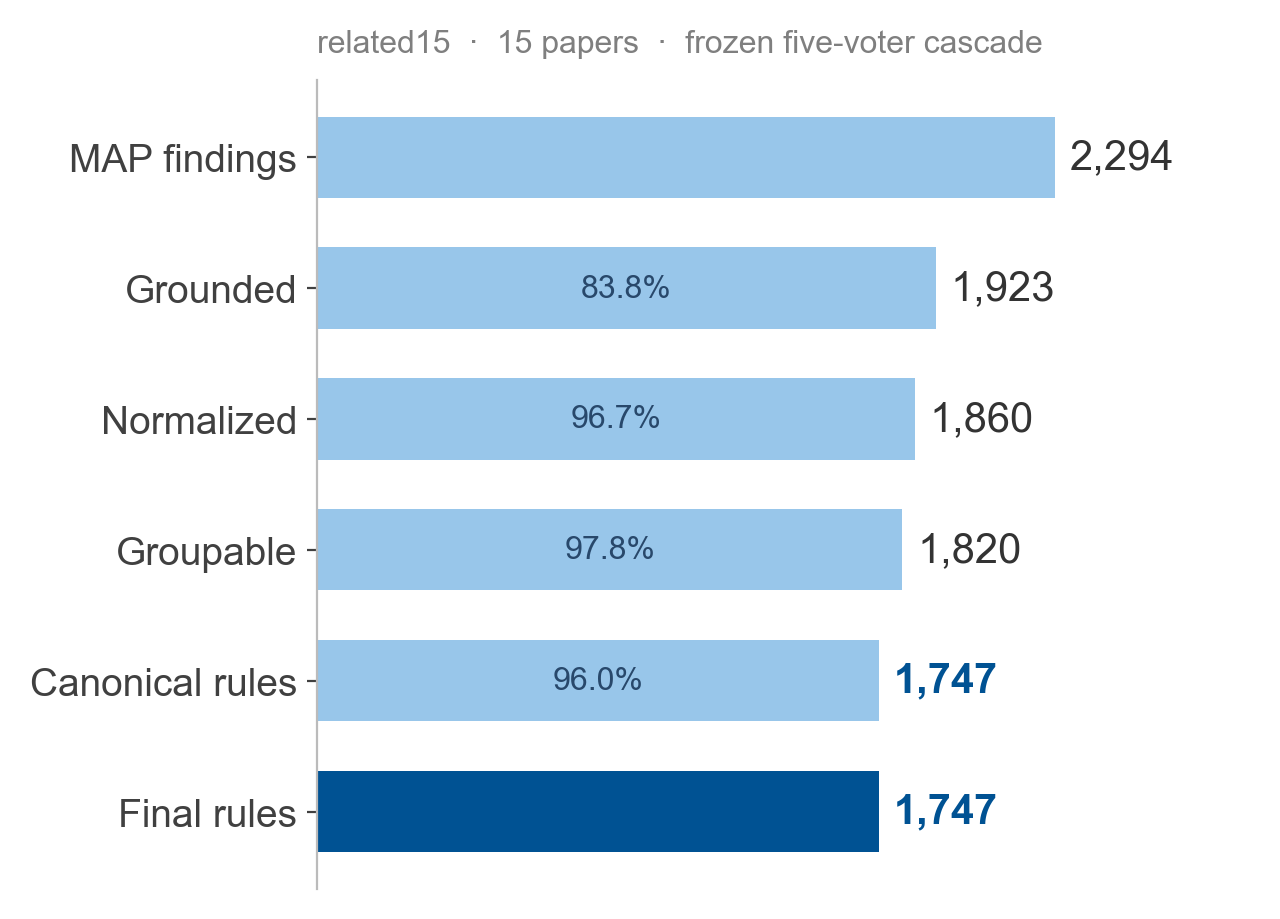 related15 · 15 papers · frozen five-voter cascade
MAP findings 2,294
Grounded 83.8% 1,923
Normalized 96.7% 1,860
Groupable 97.8% 1,820
Canonical rules 96.0% 1,747
Final rules 1,747